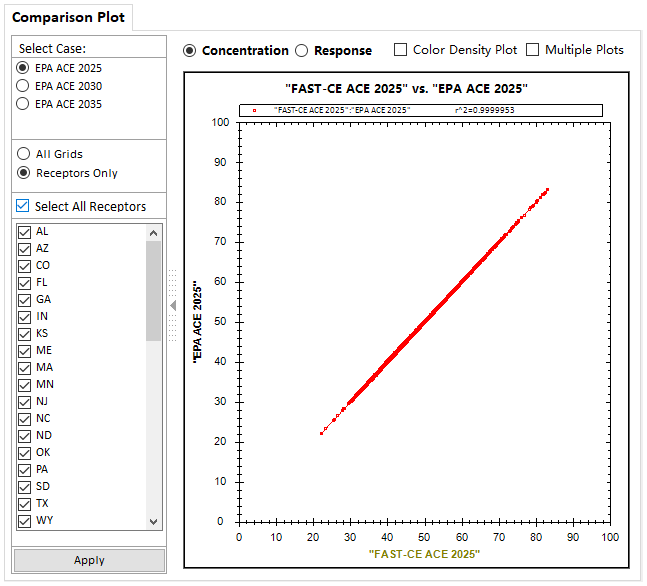 Comparison Plot
Select Case:
EPA ACE 2025
EPA ACE 2030
EPA ACE 2035
All Grids
Receptors Only
Select All Receptors
AL
AZ
CO
FL
GA
IN
KS
ME
MA
MN
NJ
NC
ND
OK
PA
SD
TX
WY
Apply
Concentration Response Color Density Plot Multiple Plots
"FAST-CE ACE 2025" vs. "EPA ACE 2025"
"FAST-CE ACE 2025":"EPA ACE 2025" r^2=0.9999953
100
90
80
70
60
50
40
30
20
10
0
"EPA ACE 2025"
0 10 20 30 40 50 60 70 80 90 100
"FAST-CE ACE 2025"